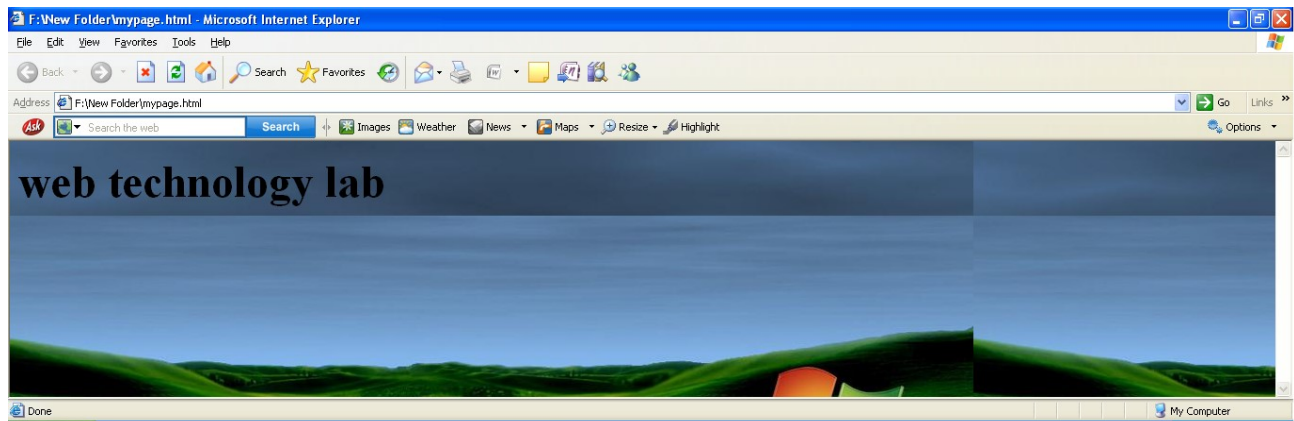 F:\New Folder\mypage.html - Microsoft Internet Explorer
File Edit View Favorites Tools Help
Back Search Favorites
Address F:\New Folder\mypage.html Go Links »
Ask Search the web Search Images Weather News Maps Resize Highlight Options
web technology lab
Done My Computer